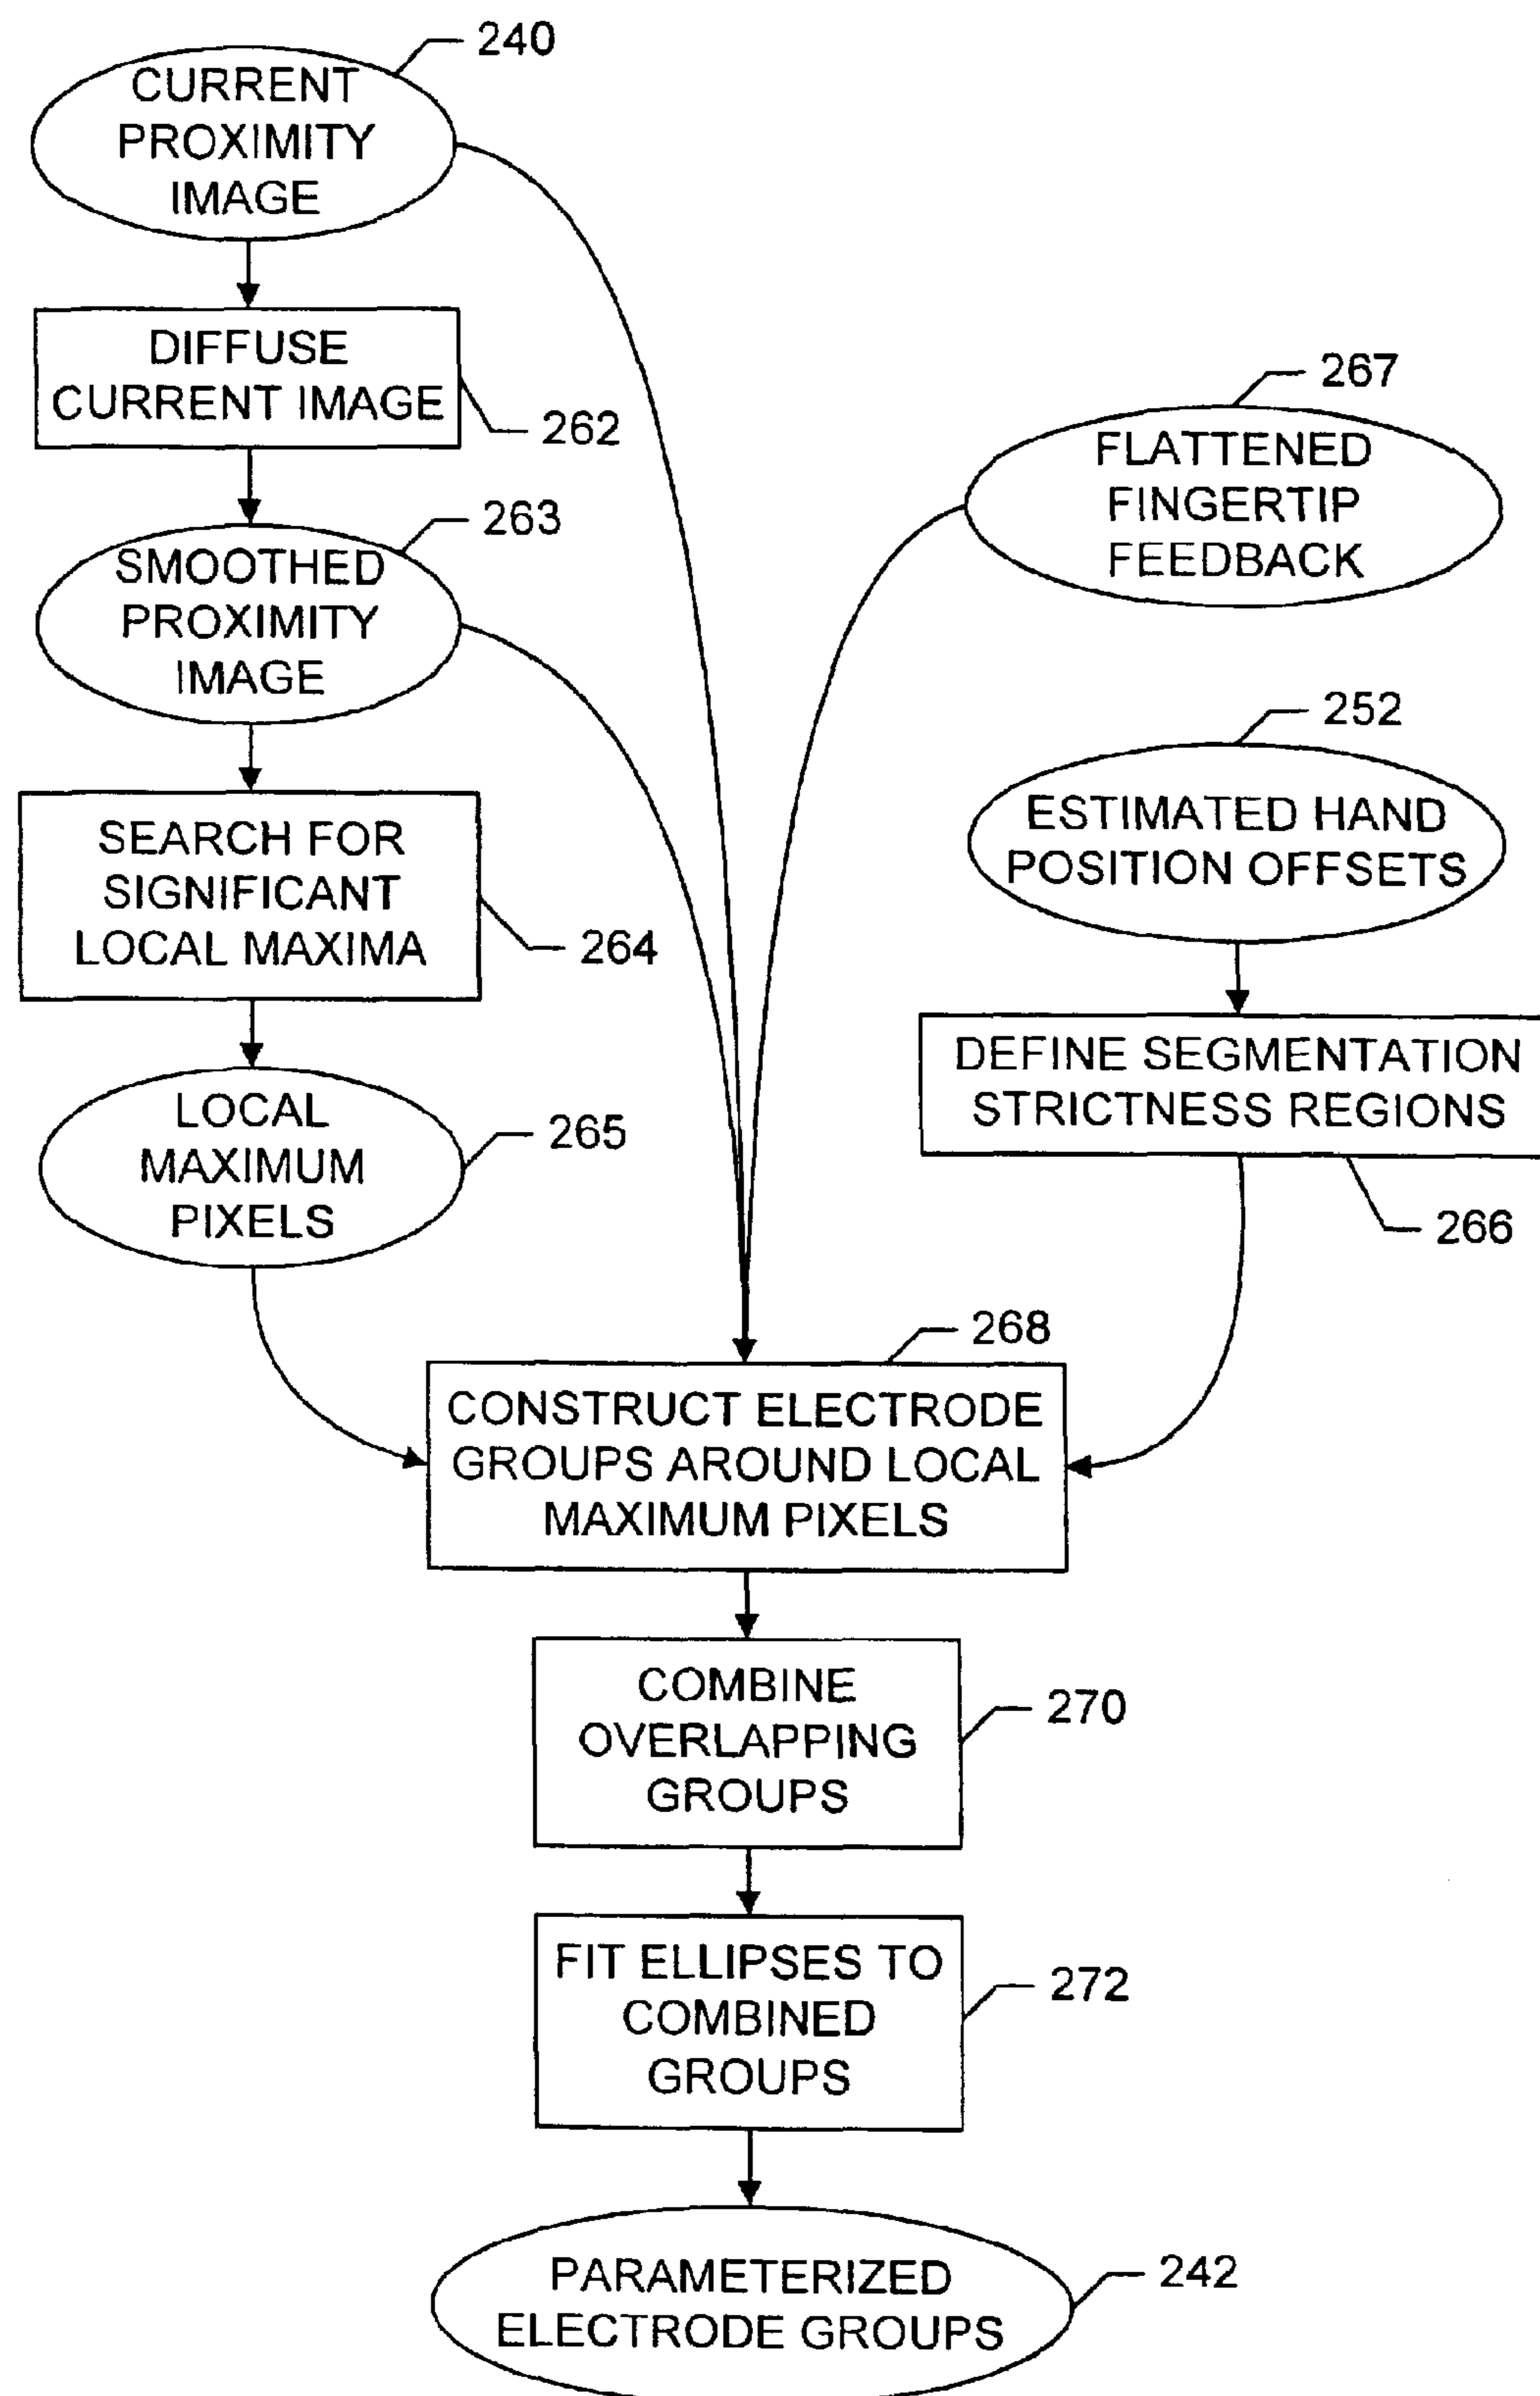 240
CURRENT
PROXIMITY
IMAGE
DIFFUSE
CURRENT IMAGE
262
263
SMOOTHED
PROXIMITY
IMAGE
SEARCH FOR
SIGNIFICANT
LOCAL MAXIMA
264
LOCAL
MAXIMUM
PIXELS
265
267
FLATTENED
FINGERTIP
FEEDBACK
252
ESTIMATED HAND
POSITION OFFSETS
DEFINE SEGMENTATION
STRICTNESS REGIONS
266
268
CONSTRUCT ELECTRODE
GROUPS AROUND LOCAL
MAXIMUM PIXELS
COMBINE
OVERLAPPING
GROUPS
270
FIT ELLIPSES TO
COMBINED
GROUPS
272
PARAMETERIZED
ELECTRODE GROUPS
242